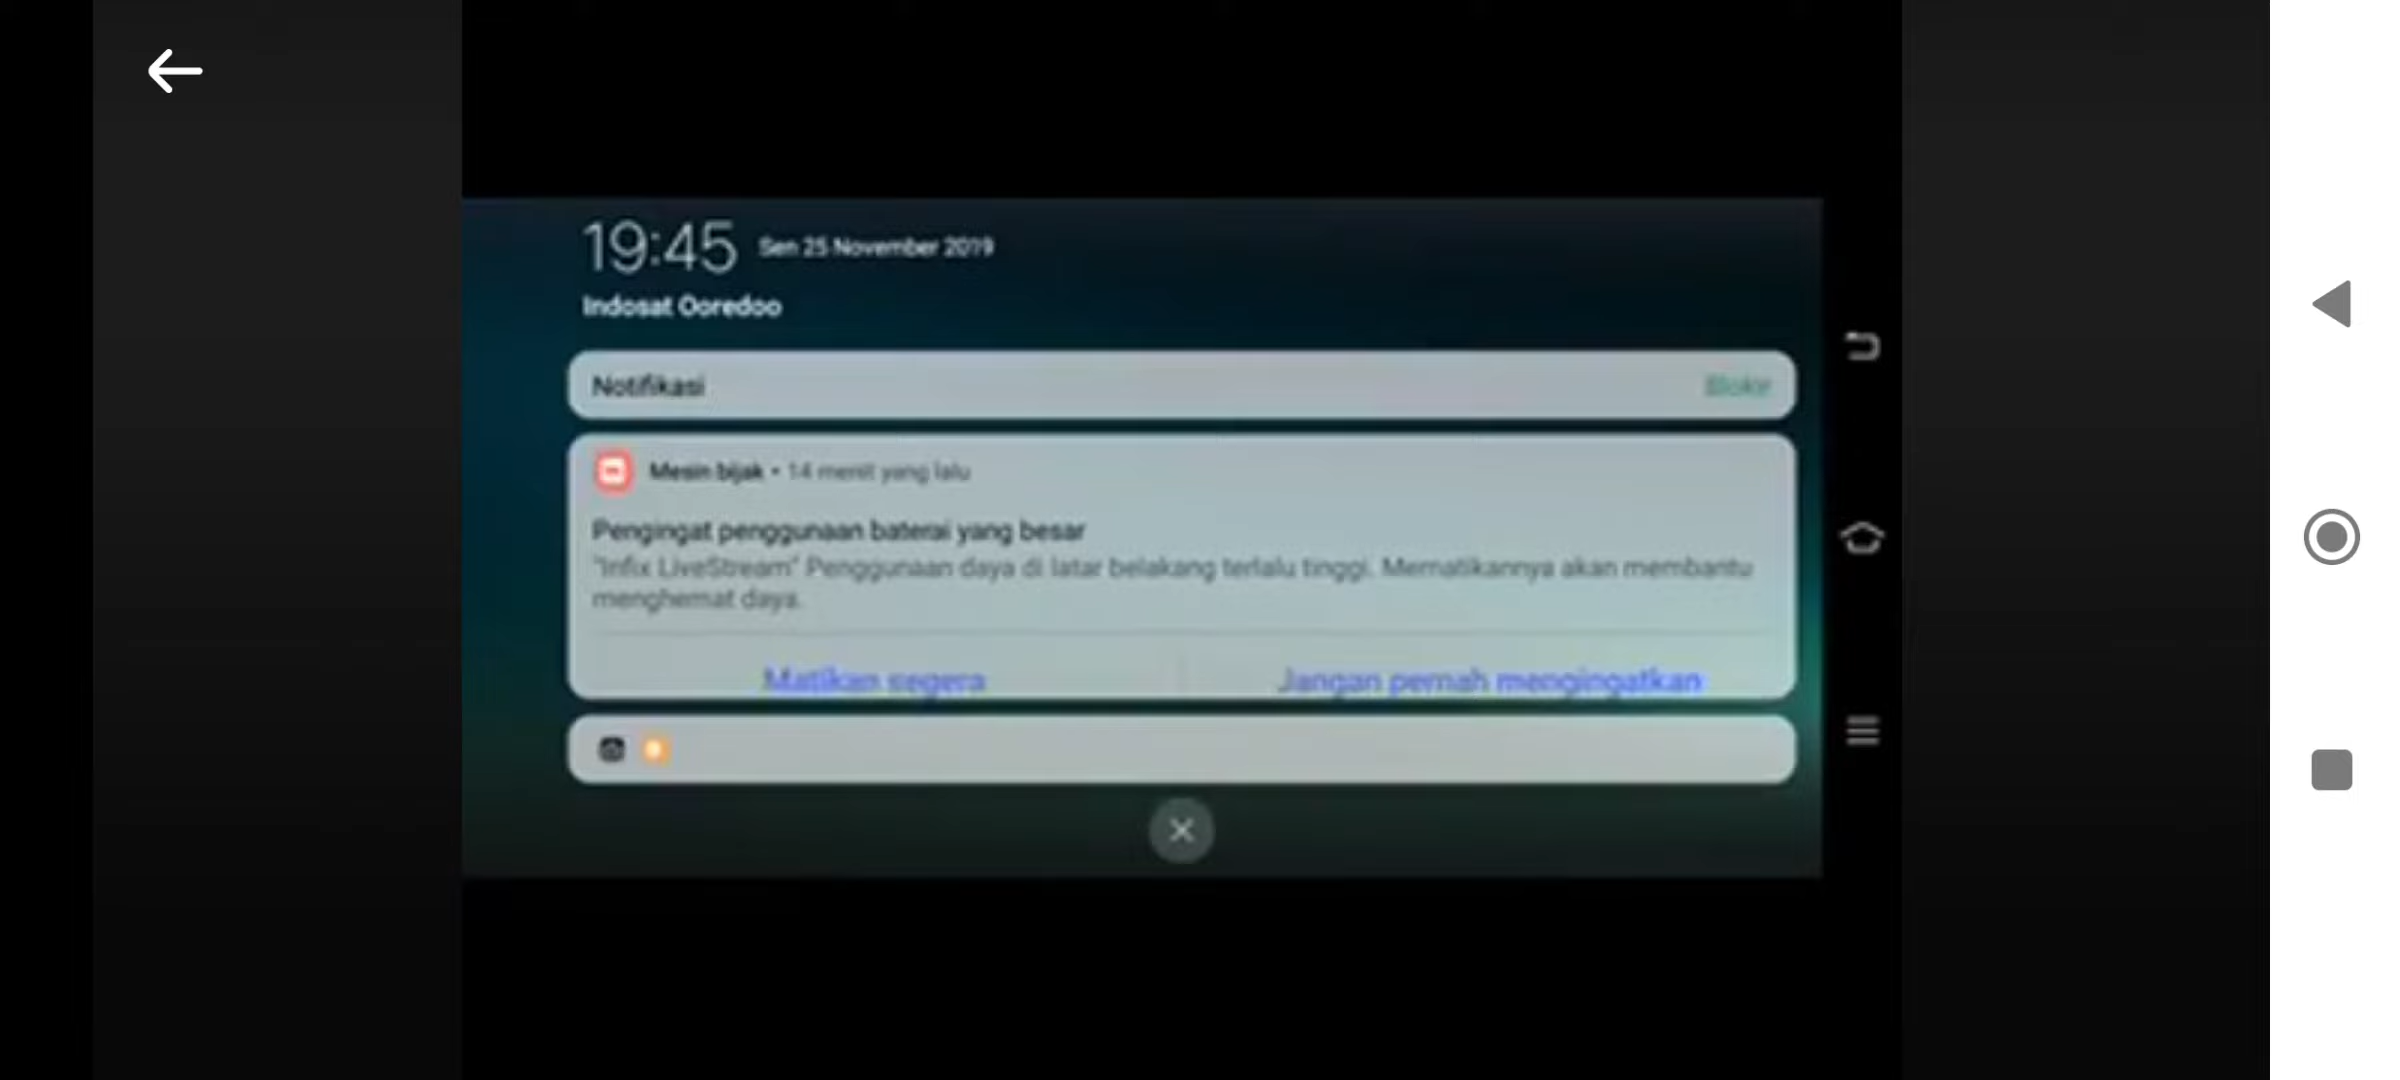 19:45 Sen 25 November 2019
Indosat Ooredoo
Notifikasi Blokir
Mesin bijak • 14 menit yang lalu
Pengingat penggunaan baterai yang besar
"Infix LiveStream" Penggunaan daya di latar belakang terlalu tinggi. Mematikannya akan membantu
menghemat daya.
Matikan segera Jangan pernah mengingatkan